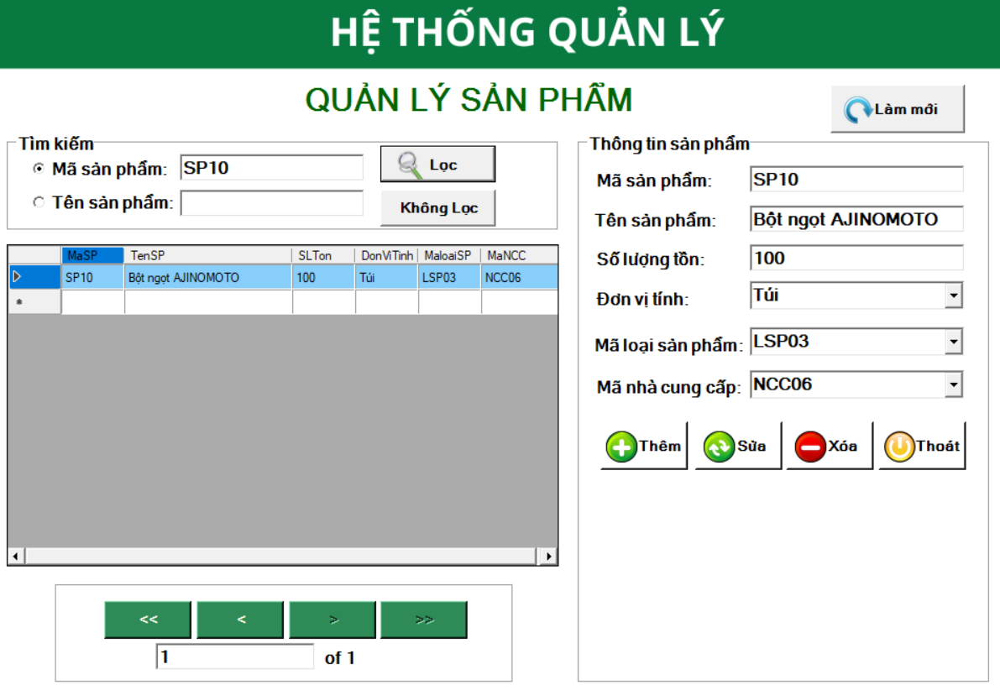 HỆ THỐNG QUẢN LÝ
QUẢN LÝ SẢN PHẨM
Làm mới
Tìm kiếm
Mã sản phẩm: SP10
Lọc
Tên sản phẩm:
Không Lọc
MaSP TenSP SLTon DonViTinh MaloaiSP MaNCC
SP10 Bột ngọt AJINOMOTO 100 Túi LSP03 NCC06
*
<< < > >>
1 of 1
Thông tin sản phẩm
Mã sản phẩm: SP10
Tên sản phẩm: Bột ngọt AJINOMOTO
Số lượng tồn: 100
Đơn vị tính: Túi
Mã loại sản phẩm: LSP03
Mã nhà cung cấp: NCC06
Thêm Sửa Xóa Thoát